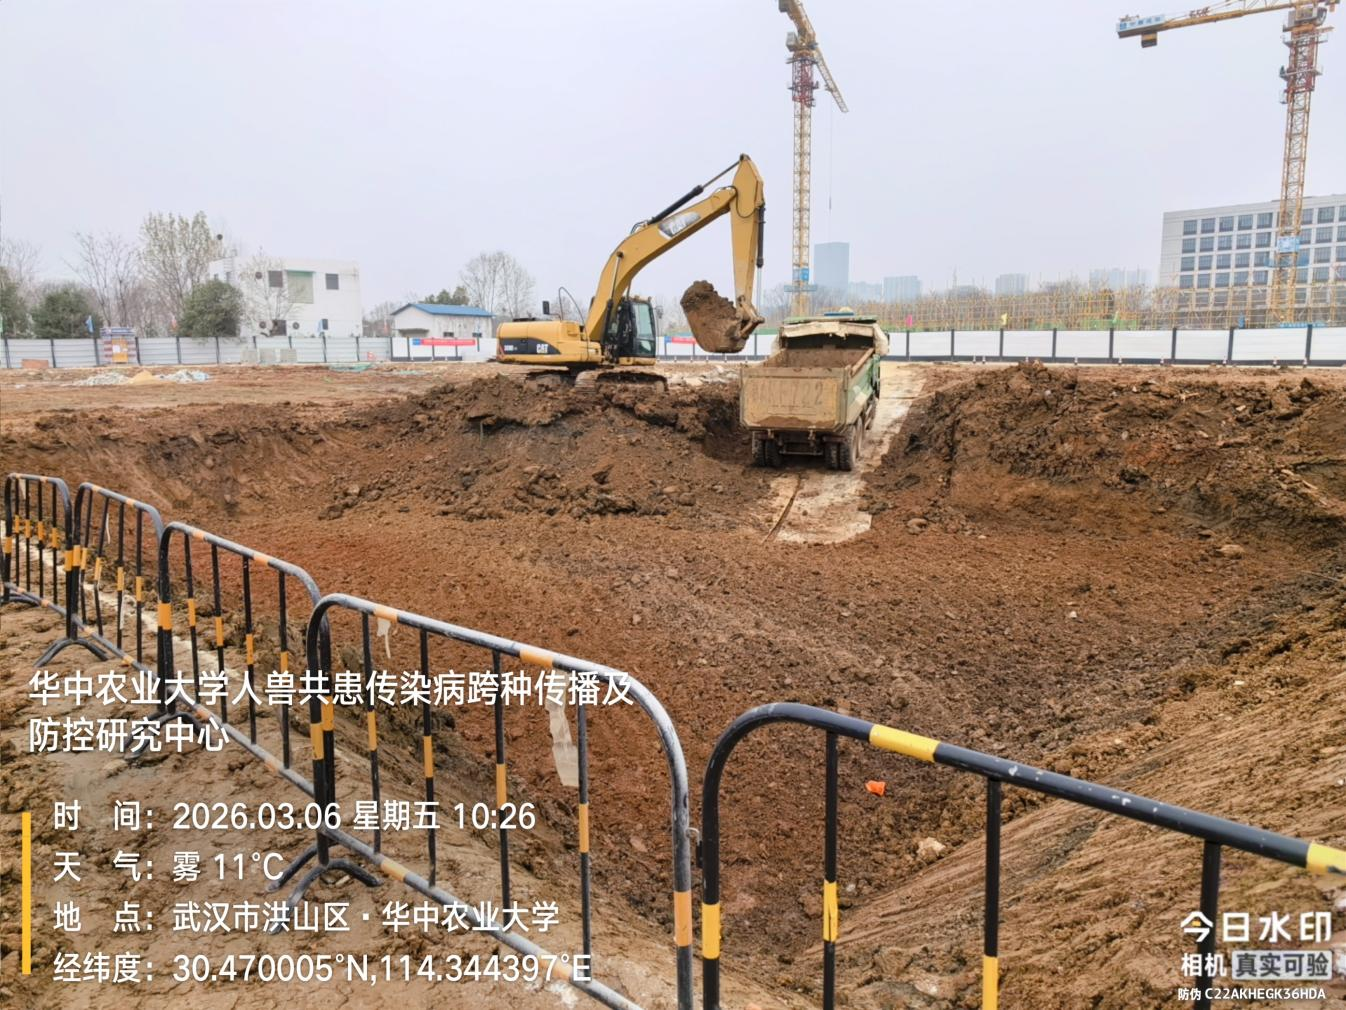 CAT
华中农业大学人兽共患传染病跨种传播及
防控研究中心
时 间：2026.03.06 星期五 10:26
天 气：雾 11°C
地 点：武汉市洪山区·华中农业大学
经纬度：30.470005°N,114.344397°E
今日水印
相机 真实可验
防伪 C22AKHEGK36HDA